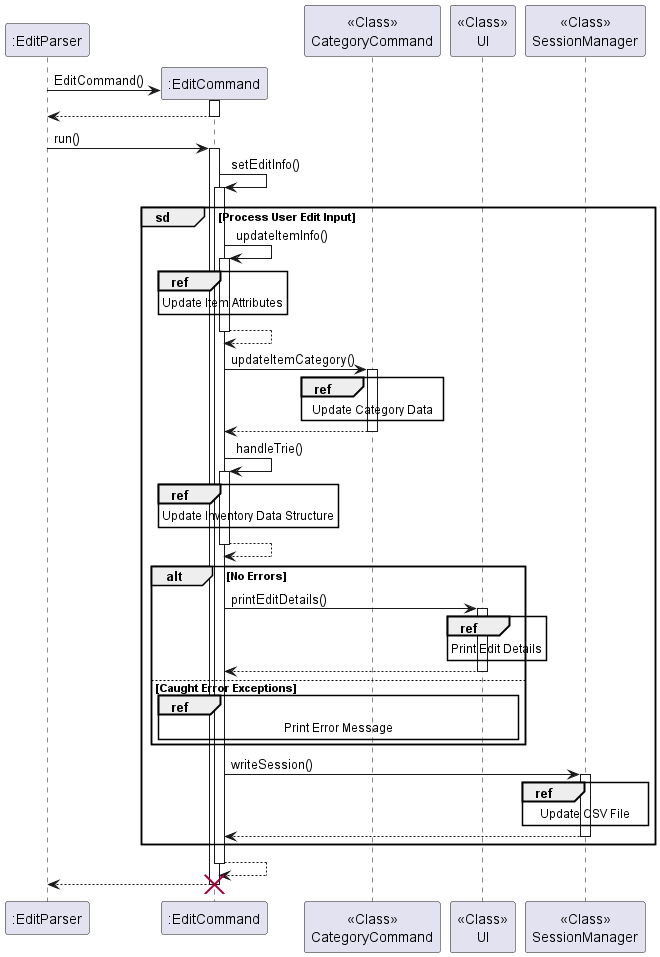 :EditParser
«Class»
CategoryCommand
«Class»
UI
«Class»
SessionManager
EditCommand()
:EditCommand
run()
setEditInfo()
sd
[Process User Edit Input]
updateItemInfo()
ref
Update Item Attributes
updateItemCategory()
ref
Update Category Data
handleTrie()
ref
Update Inventory Data Structure
alt
[No Errors]
printEditDetails()
ref
Print Edit Details
[Caught Error Exceptions]
ref
Print Error Message
writeSession()
ref
Update CSV File
:EditParser
:EditCommand
«Class»
CategoryCommand
«Class»
UI
«Class»
SessionManager